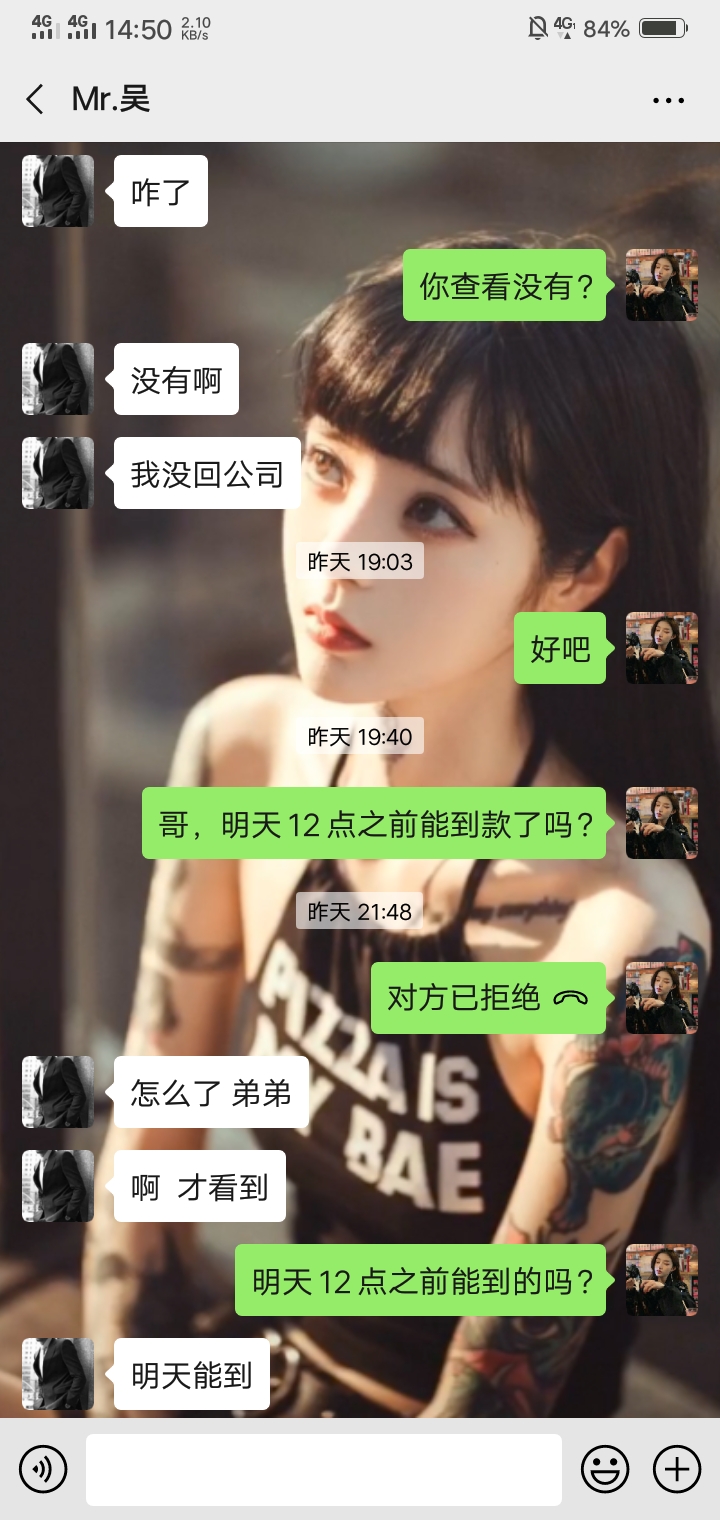 4G 4G 14:50 2.10 KB/s 4G 84%
Mr.吴
咋了
你查看没有?
没有啊
我没回公司
昨天 19:03
好吧
昨天 19:40
哥，明天12点之前能到款了吗?
昨天 21:48
对方已拒绝
怎么了 弟弟
啊 才看到
明天12点之前能到的吗?
明天能到
PIZZA IS
MY BAE